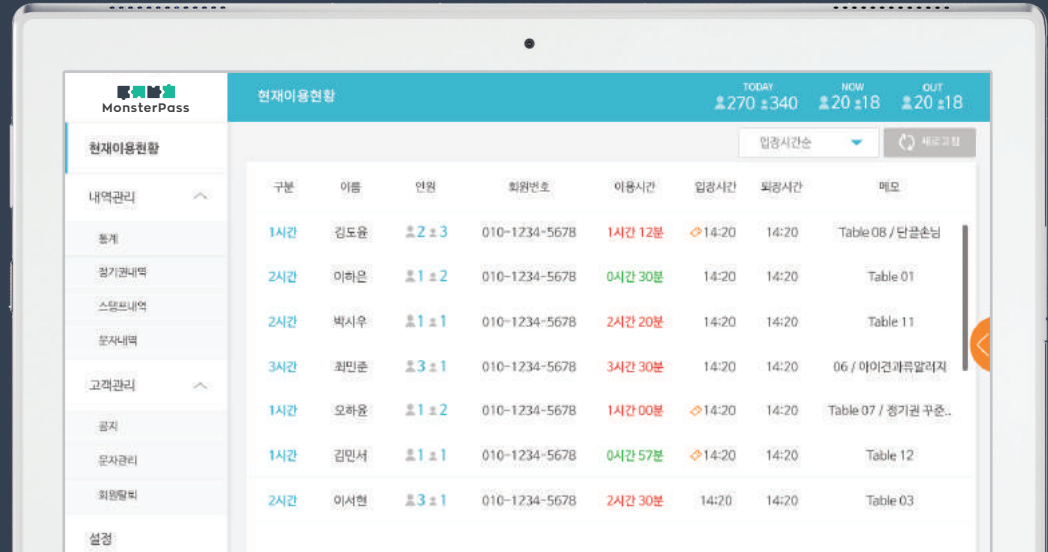 MonsterPass
현재이용현황
TODAY
270 340
NOW
20 18
OUT
20 18
현재이용현황
내역관리
통계
정기권내역
스탬프내역
문자내역
고객관리
공지
문자관리
회원탈퇴
설정
입장시간순
새로고침
구분 이름 인원 회원번호 이용시간 입장시간 퇴장시간 메모
1시간 김도윤 2 3 010-1234-5678 1시간 12분 14:20 14:20 Table 08 / 단골손님
2시간 이하은 1 2 010-1234-5678 0시간 30분 14:20 14:20 Table 01
2시간 박시우 1 1 010-1234-5678 2시간 20분 14:20 14:20 Table 11
3시간 최민준 3 1 010-1234-5678 3시간 30분 14:20 14:20 06 / 아이견과류알러지
1시간 오하윤 1 2 010-1234-5678 1시간 00분 14:20 14:20 Table 07 / 정기권 꾸준..
1시간 김민서 1 1 010-1234-5678 0시간 57분 14:20 14:20 Table 12
2시간 이서현 3 1 010-1234-5678 2시간 30분 14:20 14:20 Table 03